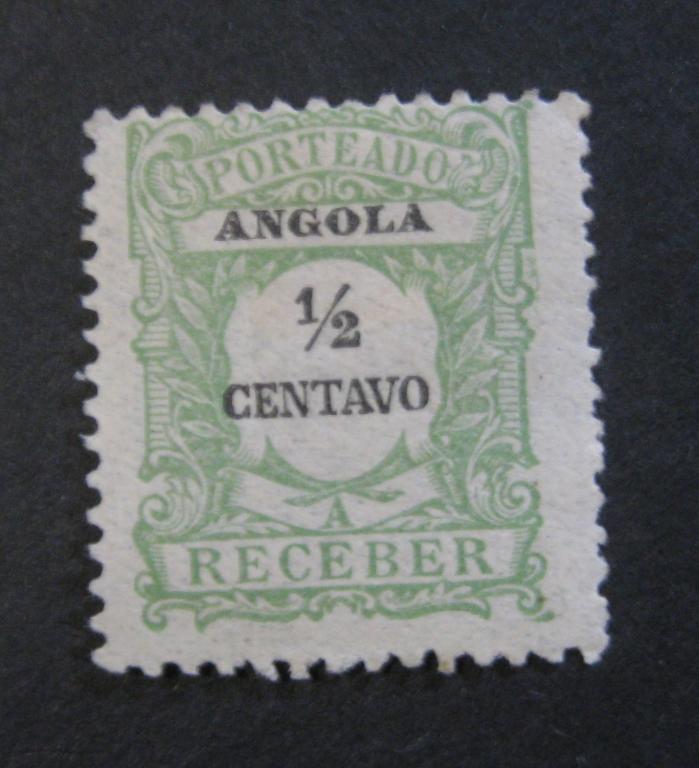 PORTEADO
ANGOLA
1/2
CENTAVO
A
RECEBER